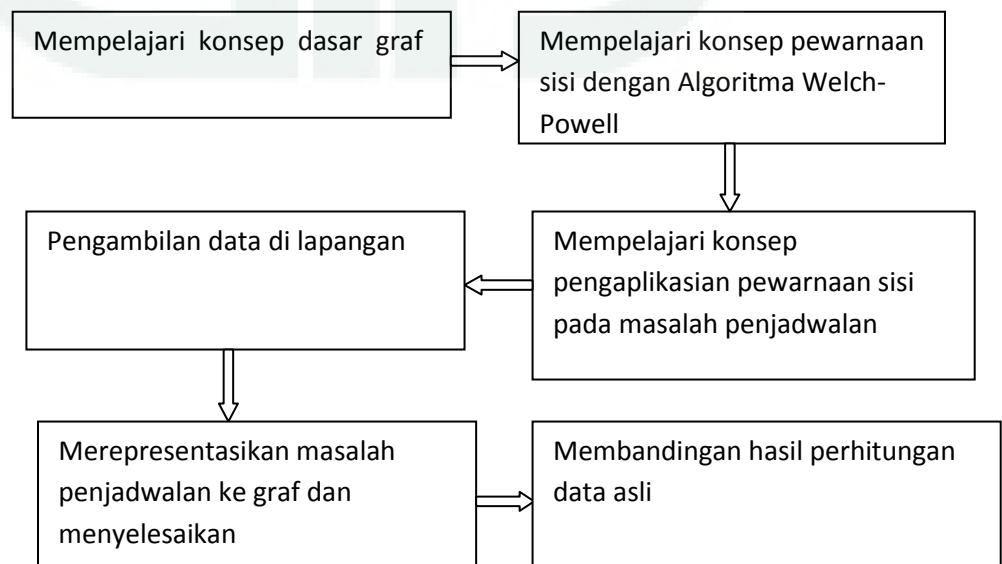 Mempelajari konsep dasar graf
Mempelajari konsep pewarnaan
sisi dengan Algoritma Welch-
Powell
Mempelajari konsep
pengaplikasian pewarnaan sisi
pada masalah penjadwalan
Pengambilan data di lapangan
Merepresentasikan masalah
penjadwalan ke graf dan
menyelesaikan
Membandingan hasil perhitungan
data asli